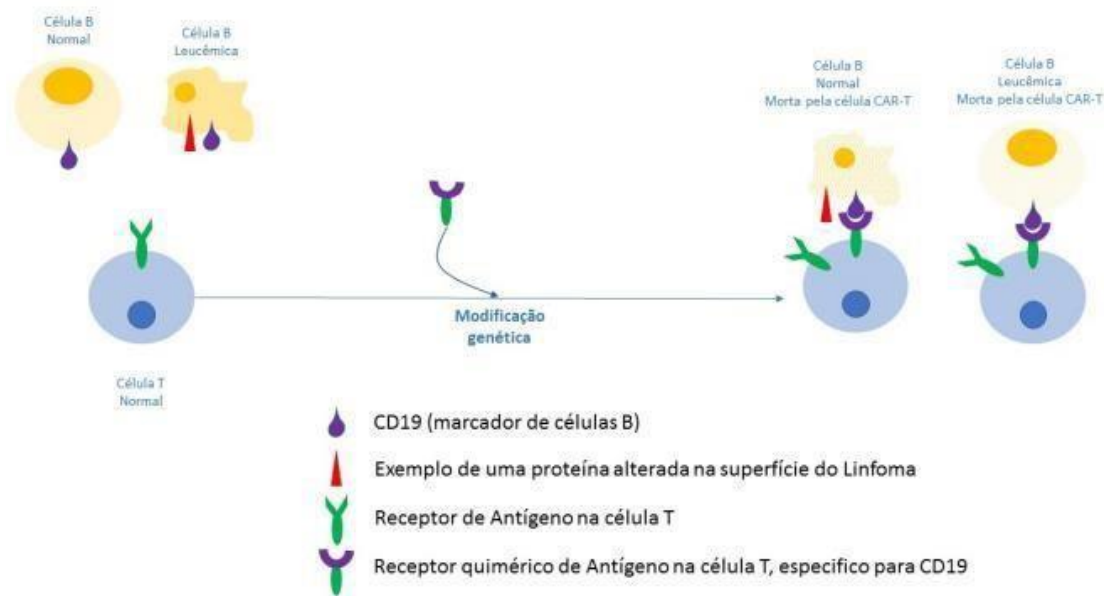 Célula B
Normal
Célula B
Leucêmica
Célula B
Normal
Morta pela célula CAR-T
Célula B
Leucêmica
Morta pela célula CAR-T
Modificação
genética
Célula T
Normal
CD19 (marcador de células B)
Exemplo de uma proteína alterada na superfície do Linfoma
Receptor de Antígeno na célula T
Receptor quimérico de Antígeno na célula T, especifico para CD19